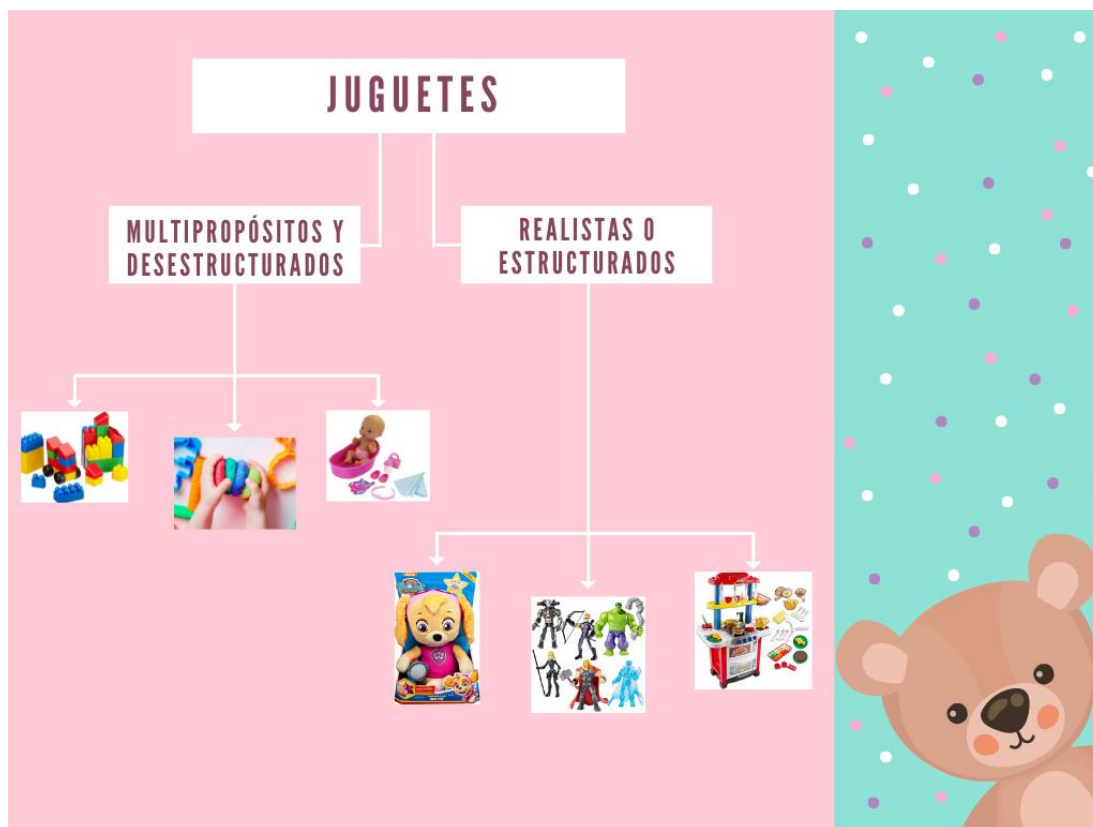 JUGUETES
MULTIPROPÓSITOS Y
DESESTRUCTURADOS
REALISTAS O
ESTRUCTURADOS